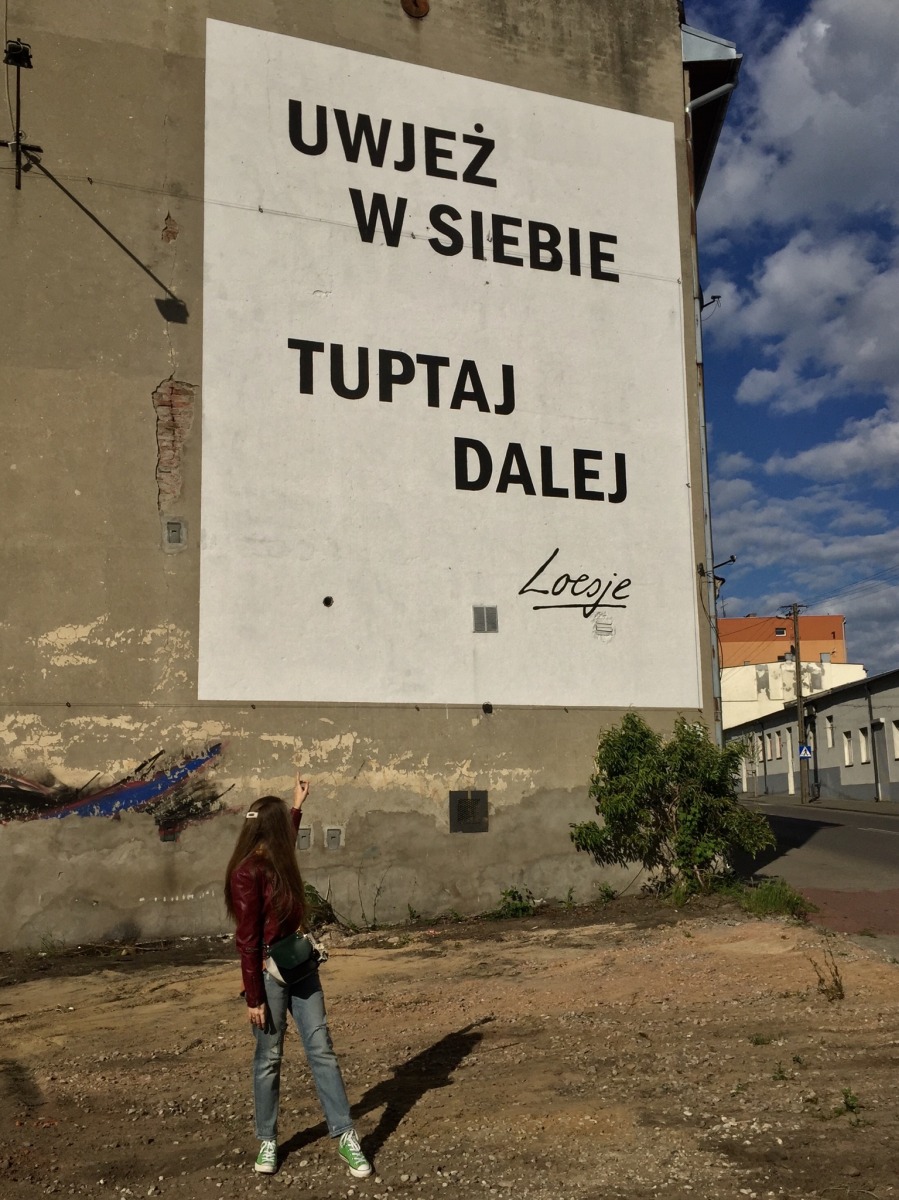 UWJEŻ
W SIEBIE
TUPTAJ
DALEJ
Loesje